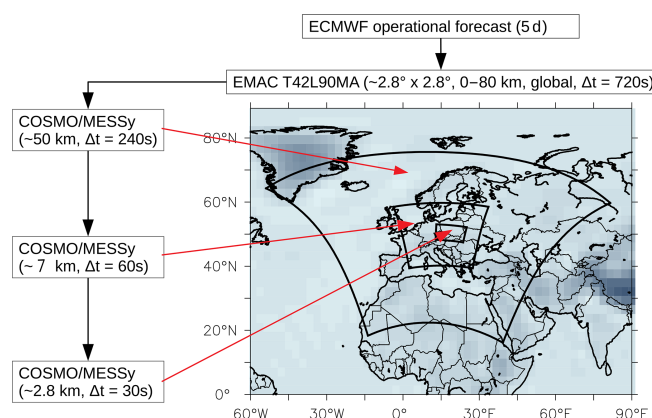 ECMWF operational forecast (5 d)
EMAC T42L90MA (~2.8° x 2.8°, 0−80 km, global, Δt = 720s)
COSMO/MESSy
(~50 km, Δt = 240s)
COSMO/MESSy
(~ 7 km, Δt = 60s)
COSMO/MESSy
(~2.8 km, Δt = 30s)
80°N
60°N
40°N
20°N
0°
60°W
30°W
0°E
30°E
60°E
90°E